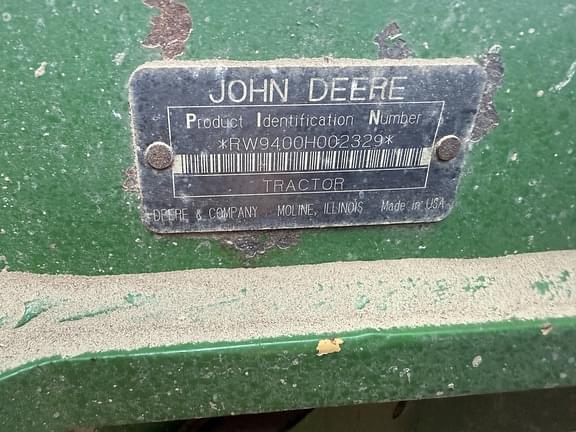 JOHN DEERE
Product Identification Number
*RW9400H002329*
TRACTOR
DEERE & COMPANY MOLINE, ILLINOIS Made in USA